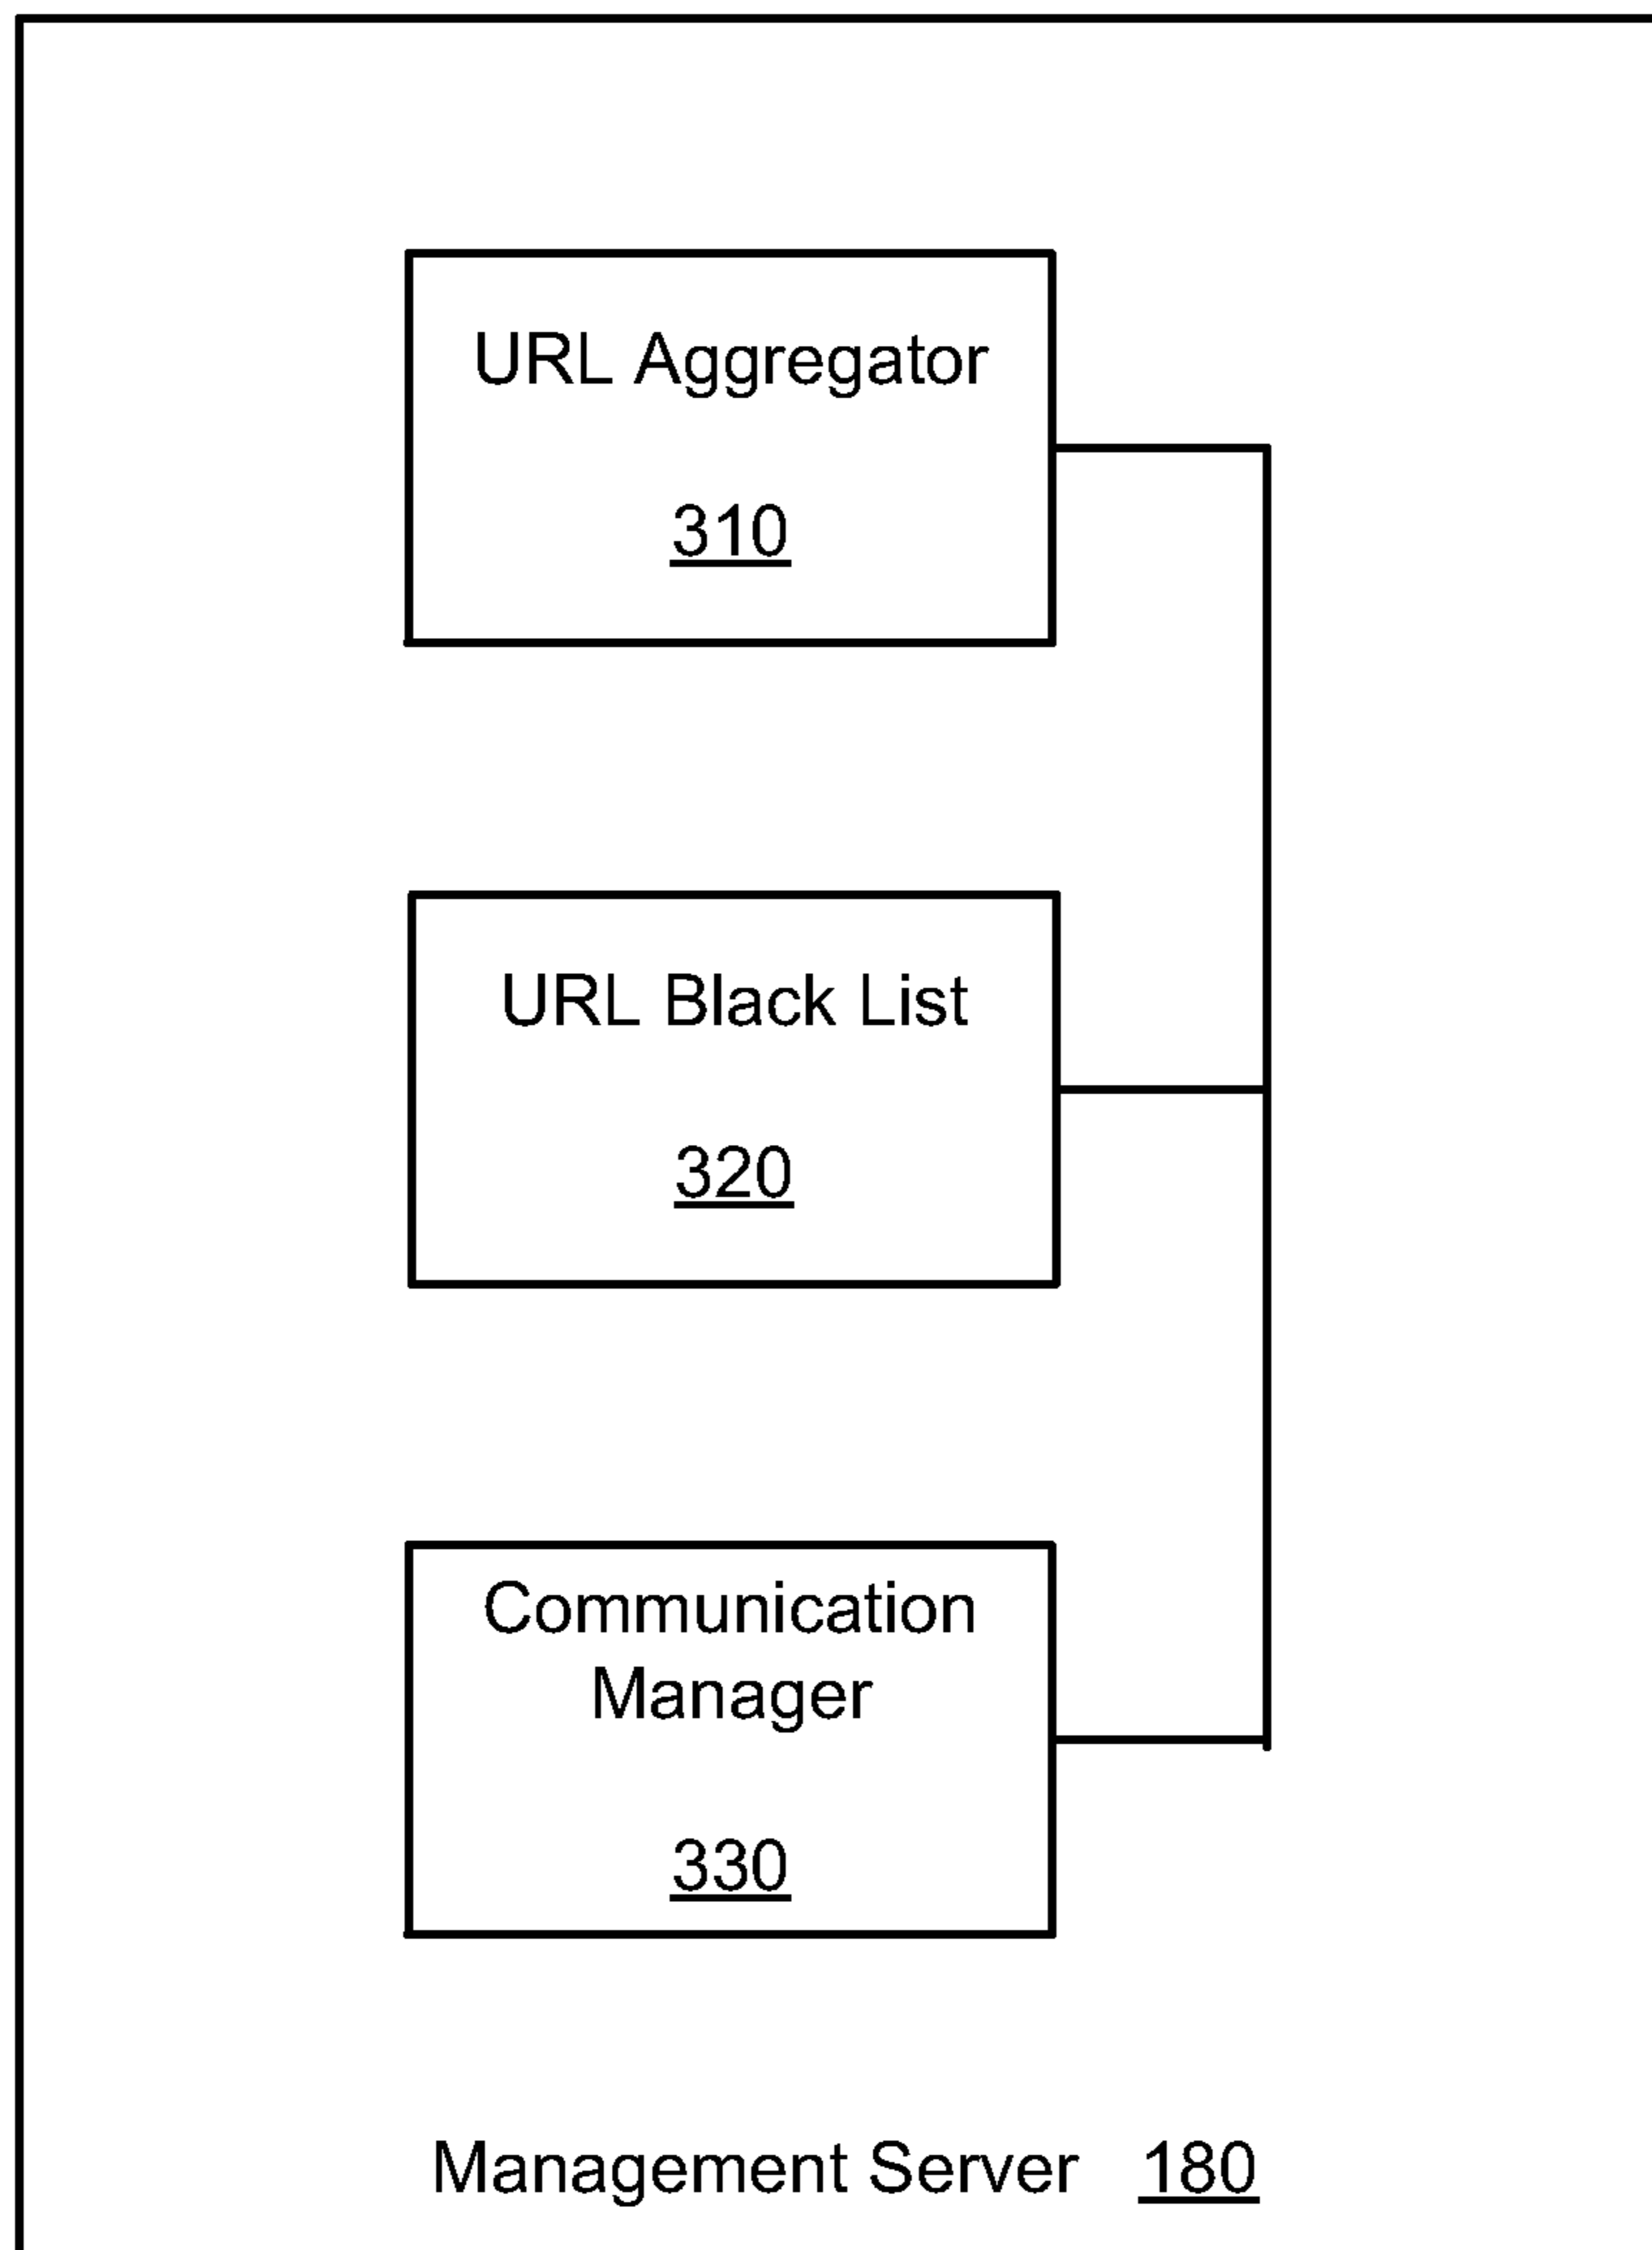 URL Aggregator
310
URL Black List
320
Communication
Manager
330
Management Server 180